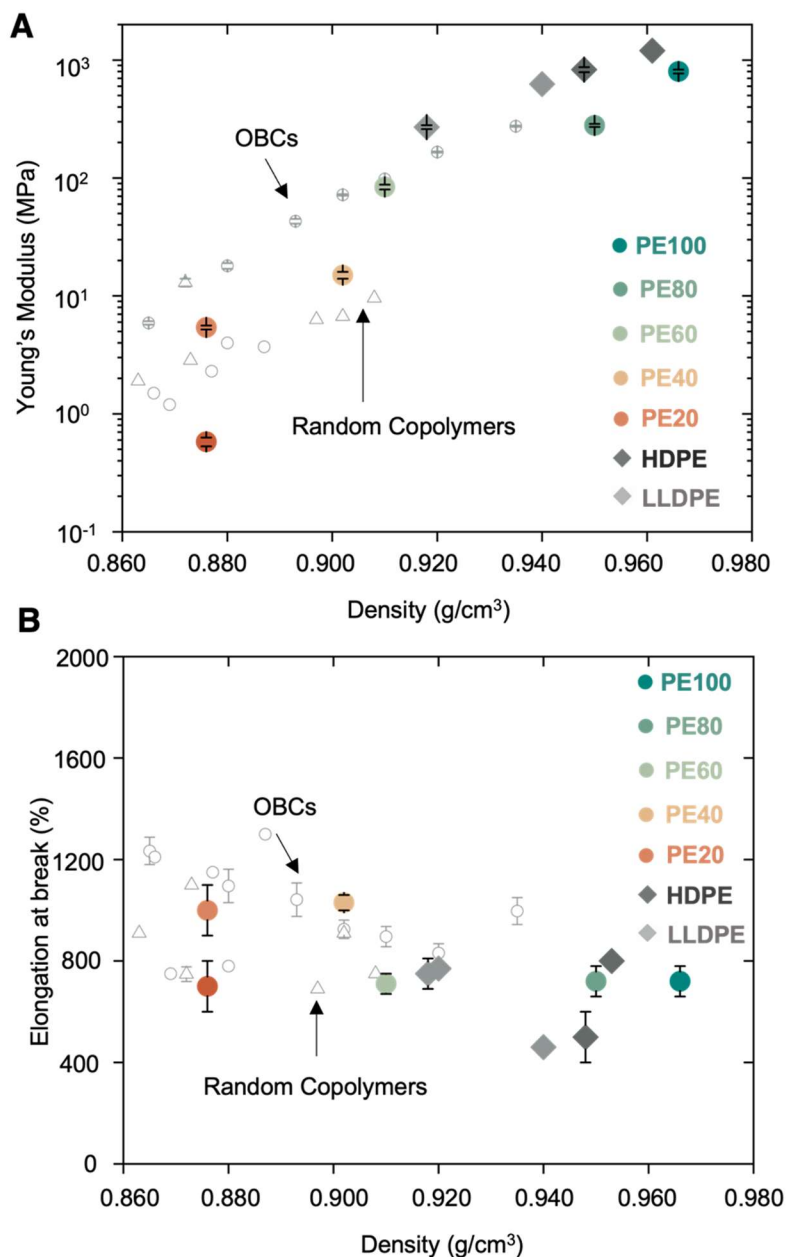 A
10³
10²
10¹
10⁰
10⁻¹
Young's Modulus (MPa)
OBCs
Random Copolymers
PE100
PE80
PE60
PE40
PE20
HDPE
LLDPE
0.860 0.880 0.900 0.920 0.940 0.960 0.980
Density (g/cm³)
B
2000
1600
1200
800
400
0
Elongation at break (%)
OBCs
Random Copolymers
PE100
PE80
PE60
PE40
PE20
HDPE
LLDPE
0.860 0.880 0.900 0.920 0.940 0.960 0.980
Density (g/cm³)